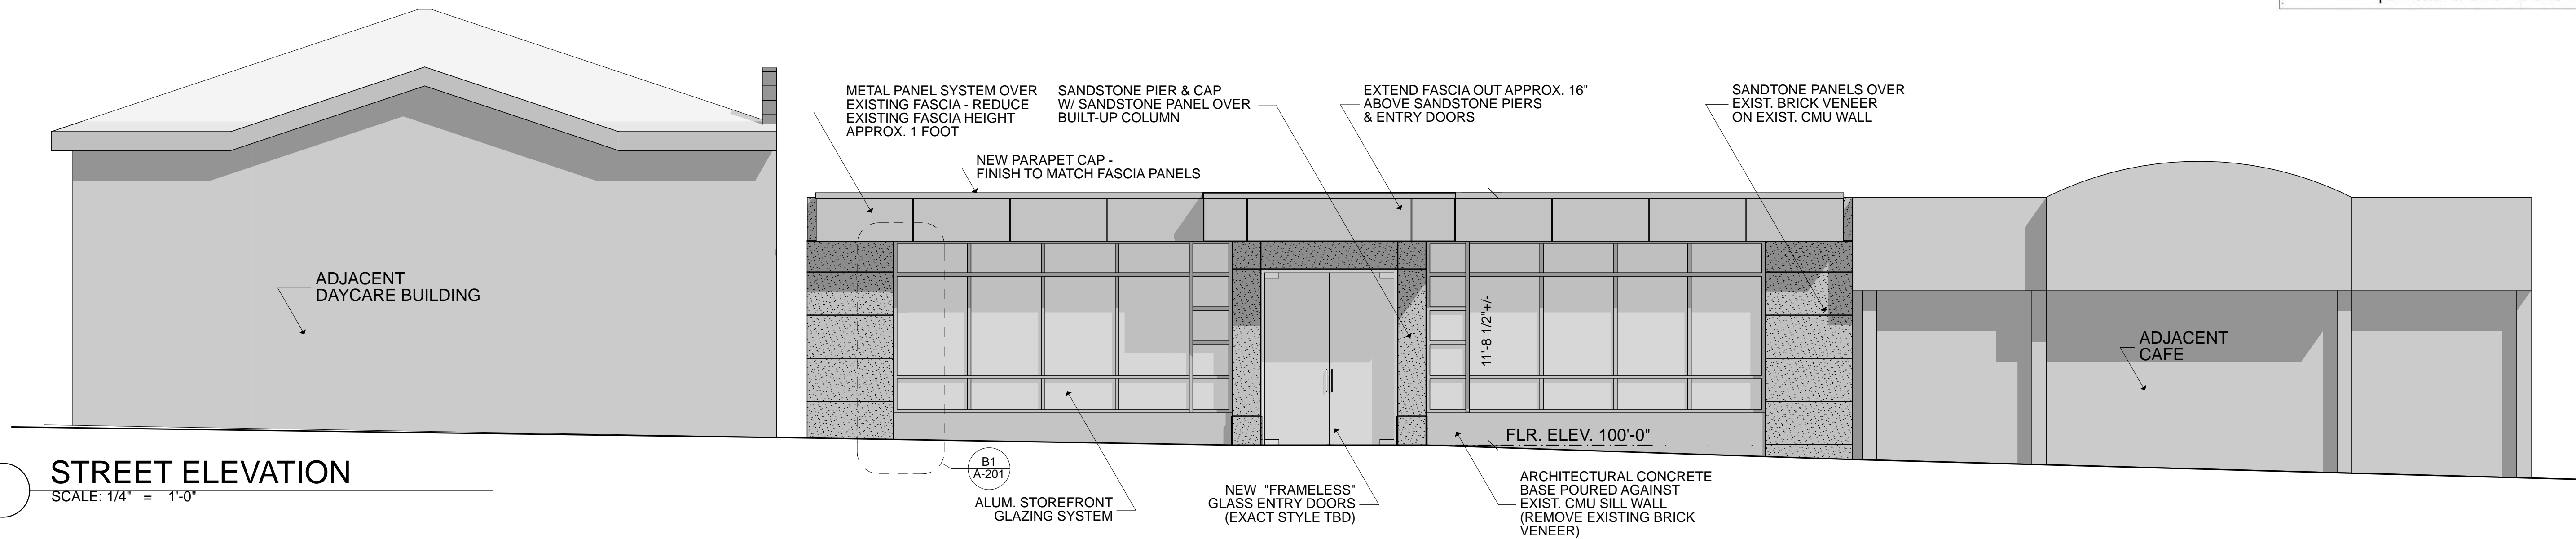 METAL PANEL SYSTEM OVER
EXISTING FASCIA - REDUCE
EXISTING FASCIA HEIGHT
APPROX. 1 FOOT
SANDSTONE PIER & CAP
W/ SANDSTONE PANEL OVER
BUILT-UP COLUMN
EXTEND FASCIA OUT APPROX. 16"
ABOVE SANDSTONE PIERS
& ENTRY DOORS
SANDTONE PANELS OVER
EXIST. BRICK VENEER
ON EXIST. CMU WALL
NEW PARAPET CAP -
FINISH TO MATCH FASCIA PANELS
ADJACENT
DAYCARE BUILDING
11'-8 1/2"+/-
ADJACENT
CAFE
FLR. ELEV. 100'-0"
STREET ELEVATION
SCALE: 1/4" = 1'-0"
B1
A-201
ALUM. STOREFRONT
GLAZING SYSTEM
NEW "FRAMELESS"
GLASS ENTRY DOORS
(EXACT STYLE TBD)
ARCHITECTURAL CONCRETE
BASE POURED AGAINST
EXIST. CMU SILL WALL
(REMOVE EXISTING BRICK
VENEER)